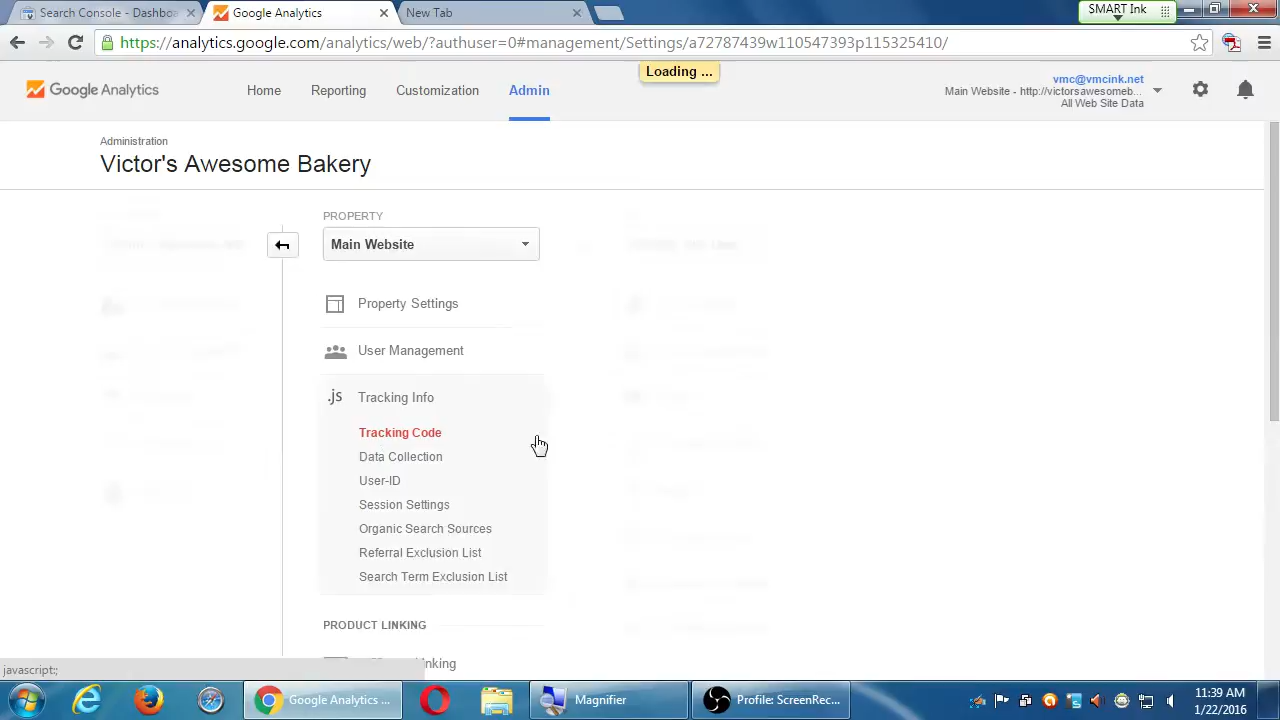 Search Console - Dashboa
Google Analytics
New Tab
SMART Ink
https://analytics.google.com/analytics/web/?authuser=0#management/Settings/a72787439w110547393p115325410/
Loading ...
Google Analytics
Home
Reporting
Customization
Admin
vmc@vmcink.net
Main Website - http://victorsawesomeb...
All Web Site Data
Administration
Victor's Awesome Bakery
PROPERTY
Main Website
Property Settings
User Management
.js Tracking Info
Tracking Code
Data Collection
User-ID
Session Settings
Organic Search Sources
Referral Exclusion List
Search Term Exclusion List
PRODUCT LINKING
javascript:;
Google Analytics ...
Magnifier
Profile: ScreenRec...
11:39 AM
1/22/2016